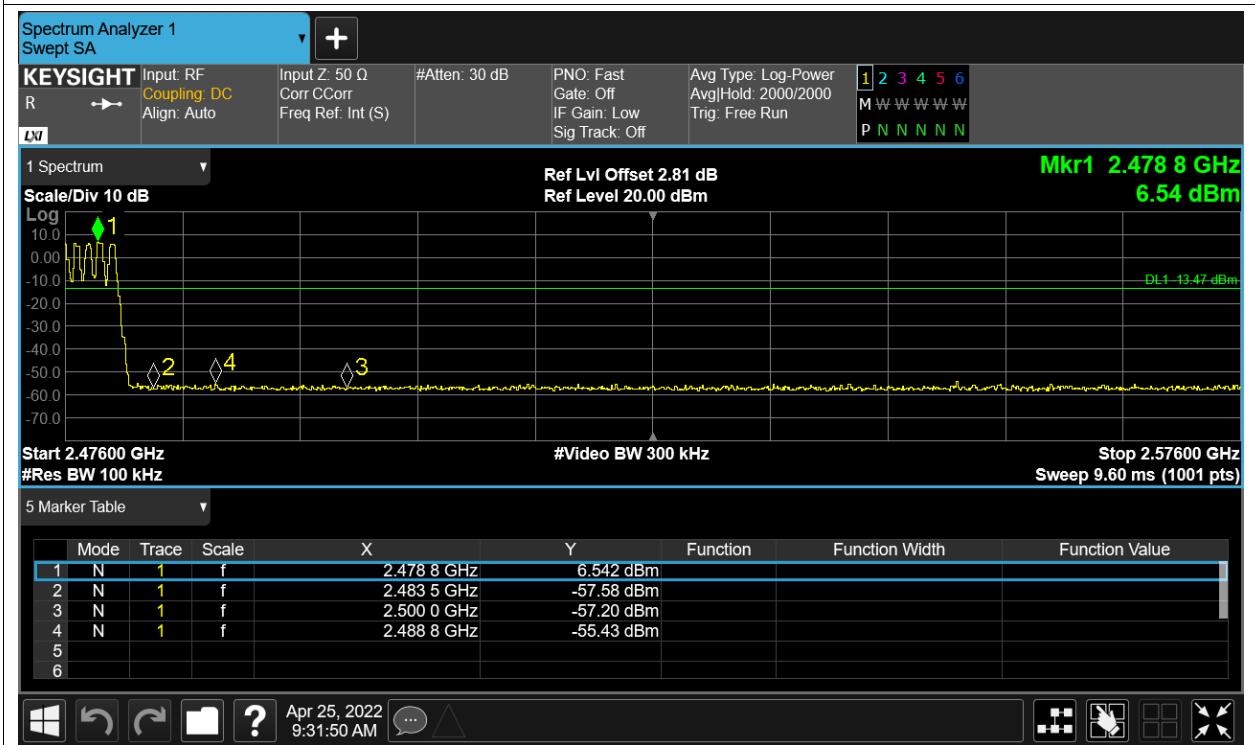 Spectrum Analyzer 1
Swept SA
+
KEYSIGHT
R
LXI
Input: RF
Coupling: DC
Align: Auto
Input Z: 50 Ω
Corr CCorr
Freq Ref: Int (S)
#Atten: 30 dB
PNO: Fast
Gate: Off
IF Gain: Low
Sig Track: Off
Avg Type: Log-Power
Avg|Hold: 2000/2000
Trig: Free Run
1 2 3 4 5 6
M W W W W W
P N N N N N
1 Spectrum
Scale/Div 10 dB
Ref Lvl Offset 2.81 dB
Ref Level 20.00 dBm
Mkr1 2.478 8 GHz
6.54 dBm
Log
10.0
0.00
-10.0
-20.0
-30.0
-40.0
-50.0
-60.0
-70.0
1
DL1 -13.47 dBm
2
4
3
Start 2.47600 GHz
#Res BW 100 kHz
#Video BW 300 kHz
Stop 2.57600 GHz
Sweep 9.60 ms (1001 pts)
5 Marker Table
Mode Trace Scale X Y Function Function Width Function Value
1 N 1 f 2.478 8 GHz 6.542 dBm
2 N 1 f 2.483 5 GHz -57.58 dBm
3 N 1 f 2.500 0 GHz -57.20 dBm
4 N 1 f 2.488 8 GHz -55.43 dBm
5
6
?
Apr 25, 2022
9:31:50 AM